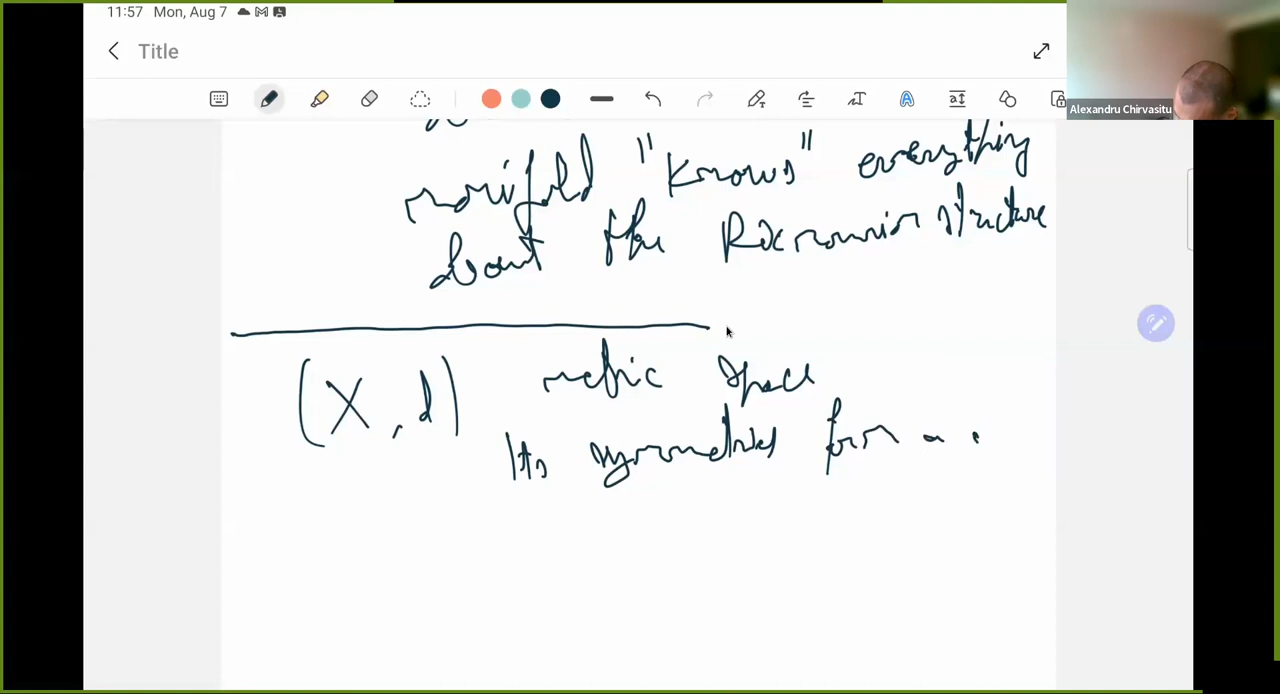 11:57 Mon, Aug 7
Title
Alexandru Chirvasitu
manifold "knows" everything
about the Riemannian structure
(X, d) metric space
Its symmetries form a